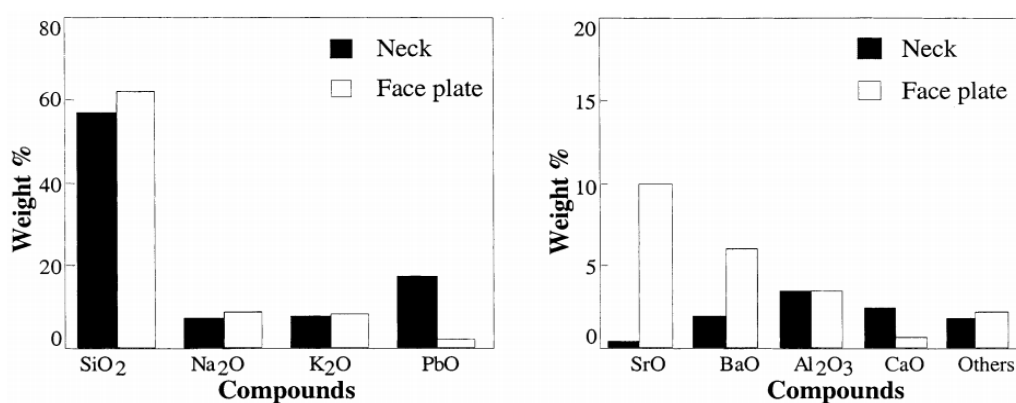 80
60
40
20
0
Weight %
Neck
Face plate
SiO2 Na2O K2O PbO
Compounds
20
15
10
5
0
Weight %
Neck
Face plate
SrO BaO Al2O3 CaO Others
Compounds